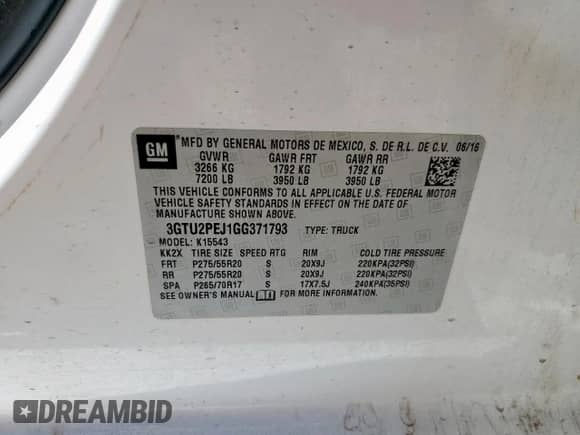 GM
MFD BY GENERAL MOTORS DE MEXICO, S. DE R.L. DE C.V. 06/16
GVWR GAWR FRT GAWR RR
3266 KG 1792 KG 1792 KG
7200 LB 3950 LB 3950 LB
THIS VEHICLE CONFORMS TO ALL APPLICABLE U.S. FEDERAL MOTOR
VEHICLE SAFETY STANDARDS IN EFFECT ON THE DATE OF
MANUFACTURE SHOWN ABOVE.
3GTU2PEJ1GG371793 TYPE: TRUCK
MODEL: K15543
KK2X TIRE SIZE SPEED RTG RIM COLD TIRE PRESSURE
FRT P275/55R20 S 20X9J 220KPA(32PSI)
RR P275/55R20 S 20X9J 220KPA(32PSI)
SPA P265/70R17 S 17X7.5J 240KPA(35PSI)
SEE OWNER'S MANUAL FOR MORE INFORMATION.
DREAMBID